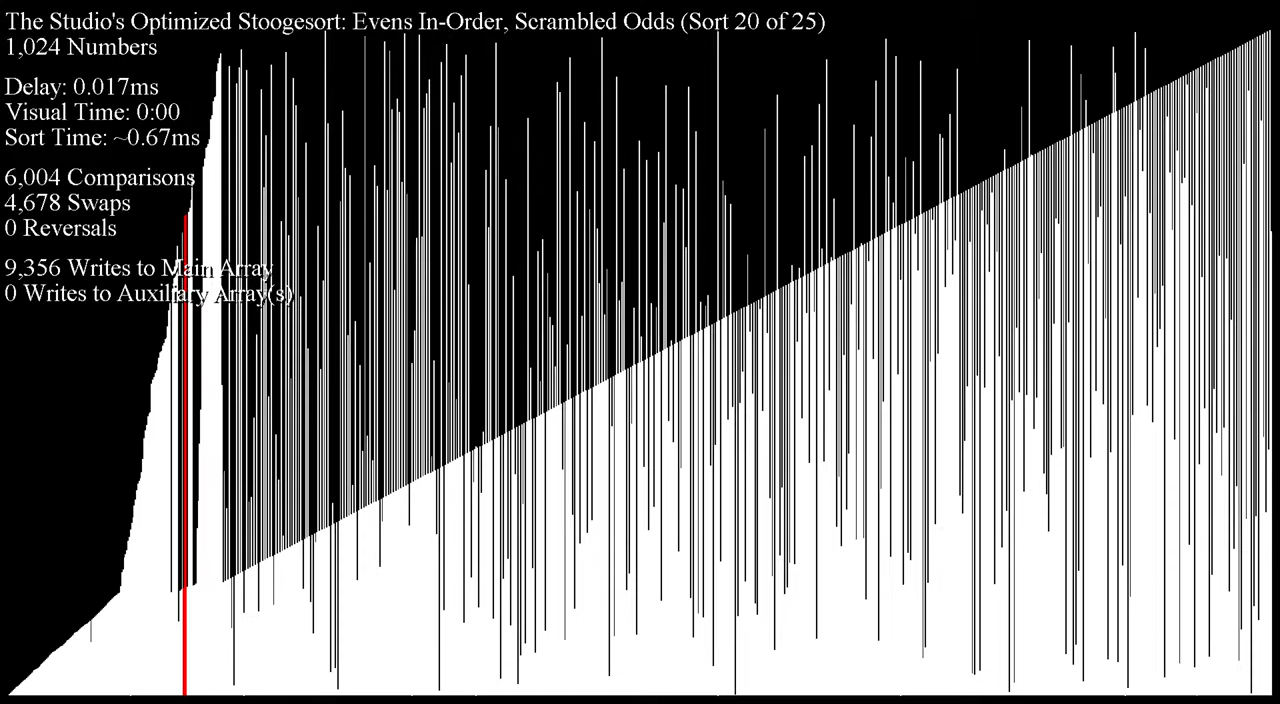 The Studio's Optimized Stoogesort: Evens In-Order, Scrambled Odds (Sort 20 of 25)
1,024 Numbers
Delay: 0.017ms
Visual Time: 0:00
Sort Time: ~0.67ms
6,004 Comparisons
4,678 Swaps
0 Reversals
9,356 Writes to Main Array
0 Writes to Auxiliary Array(s)